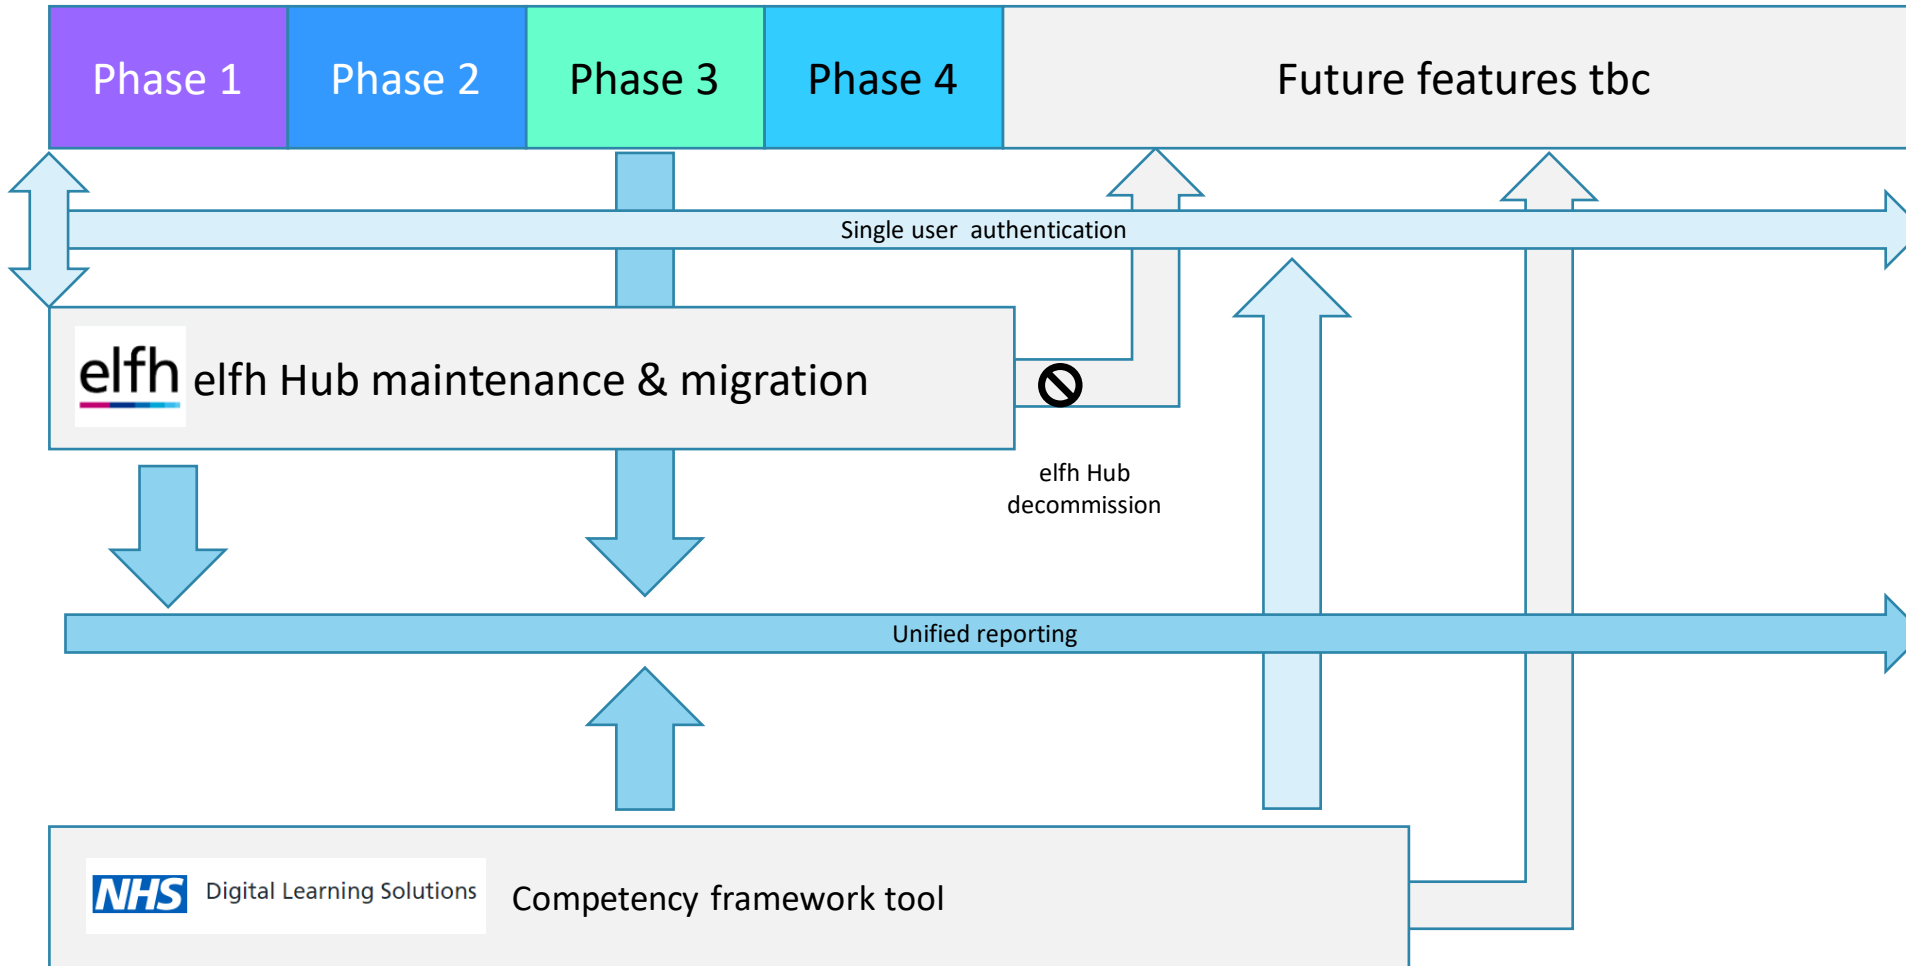 Phase 1
Phase 2
Phase 3
Phase 4
Future features tbc
Single user authentication
elfh
elfh Hub maintenance & migration
elfh Hub
decommission
Unified reporting
NHS Digital Learning Solutions
Competency framework tool